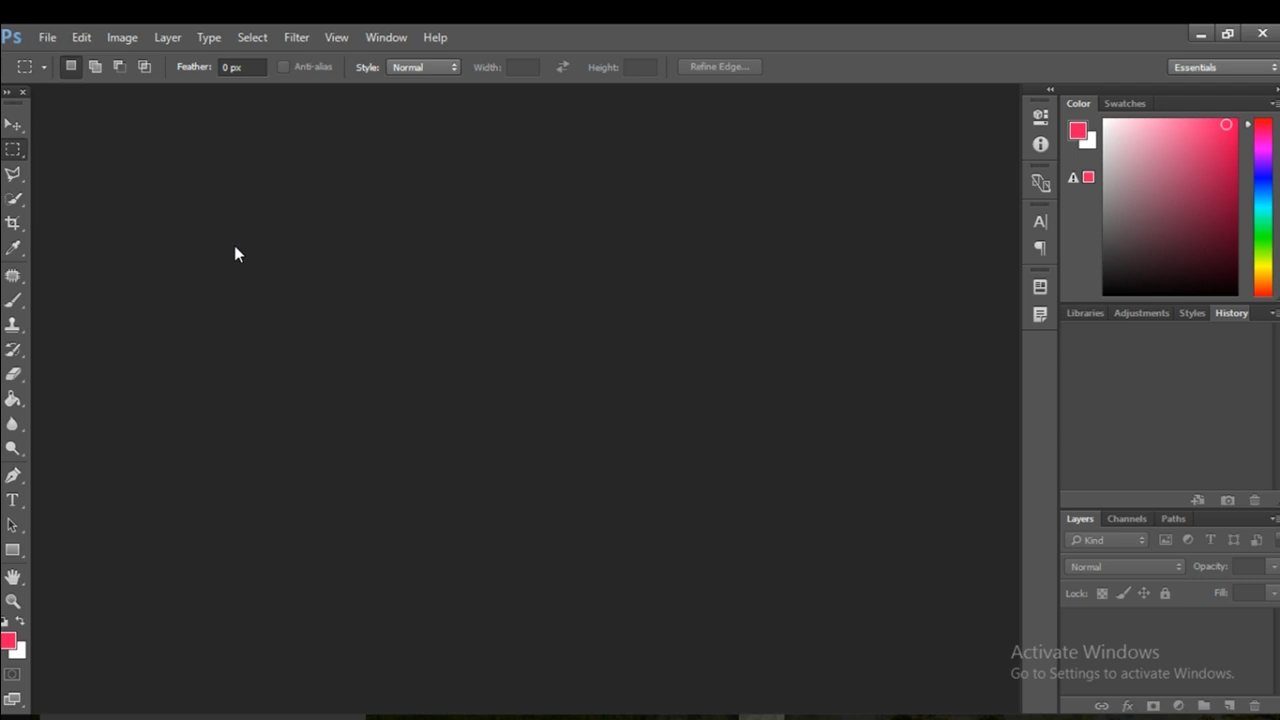 Ps File Edit Image Layer Type Select Filter View Window Help
Feather: 0 px Anti-alias Style: Normal Width: Height: Refine Edge... Essentials
Color Swatches
Libraries Adjustments Styles History
Layers Channels Paths
Kind
Normal Opacity:
Lock: Fill:
Activate Windows
Go to Settings to activate Windows.